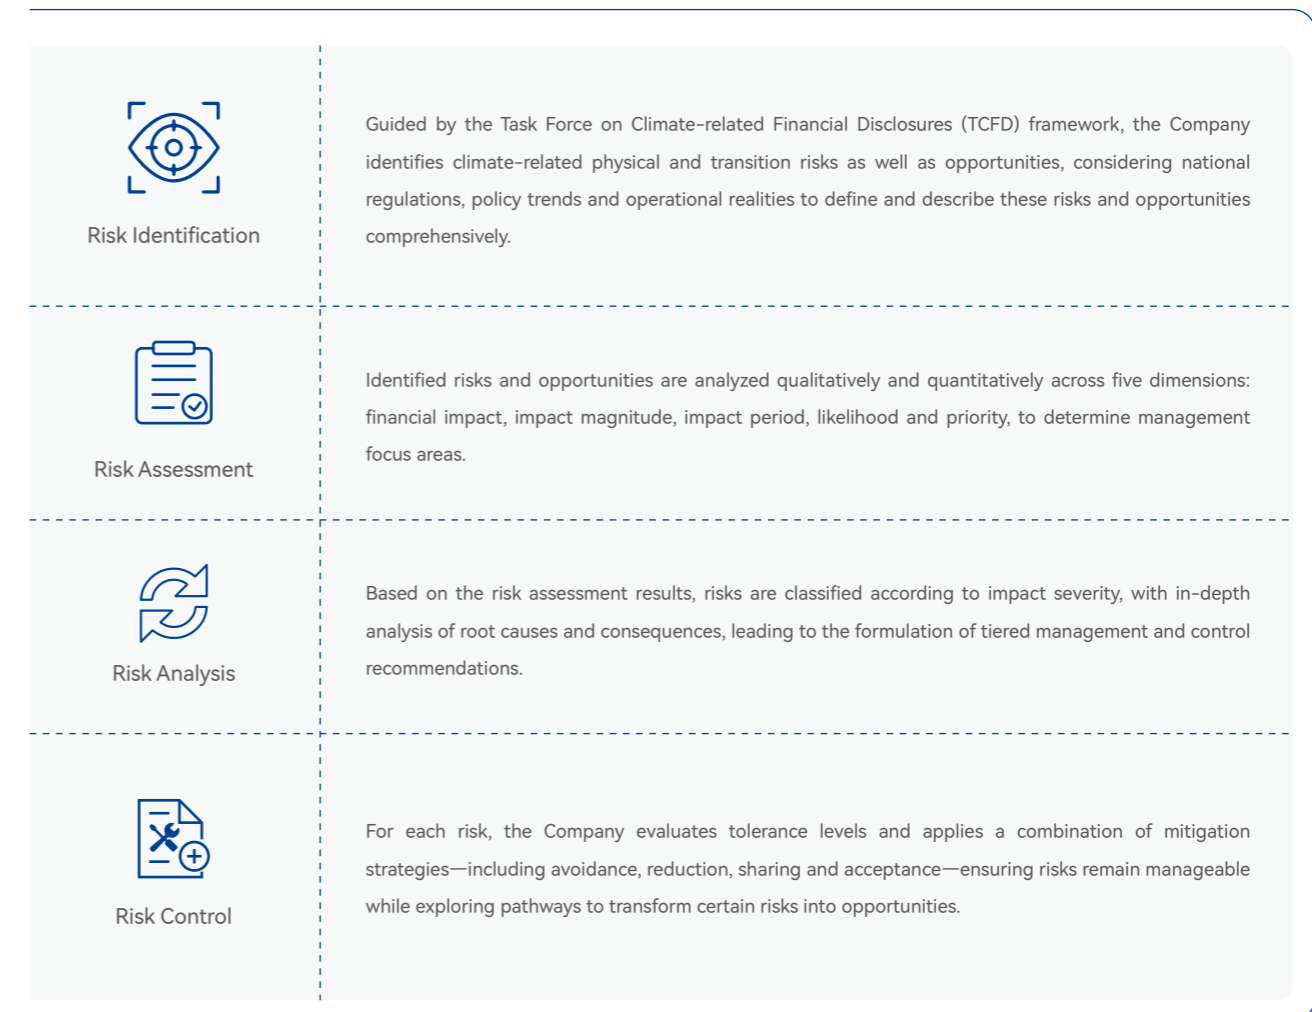 Risk Identification
Guided by the Task Force on Climate-related Financial Disclosures (TCFD) framework, the Company
identifies climate-related physical and transition risks as well as opportunities, considering national
regulations, policy trends and operational realities to define and describe these risks and opportunities
comprehensively.
Risk Assessment
Identified risks and opportunities are analyzed qualitatively and quantitatively across five dimensions:
financial impact, impact magnitude, impact period, likelihood and priority, to determine management
focus areas.
Risk Analysis
Based on the risk assessment results, risks are classified according to impact severity, with in-depth
analysis of root causes and consequences, leading to the formulation of tiered management and control
recommendations.
Risk Control
For each risk, the Company evaluates tolerance levels and applies a combination of mitigation
strategies—including avoidance, reduction, sharing and acceptance—ensuring risks remain manageable
while exploring pathways to transform certain risks into opportunities.